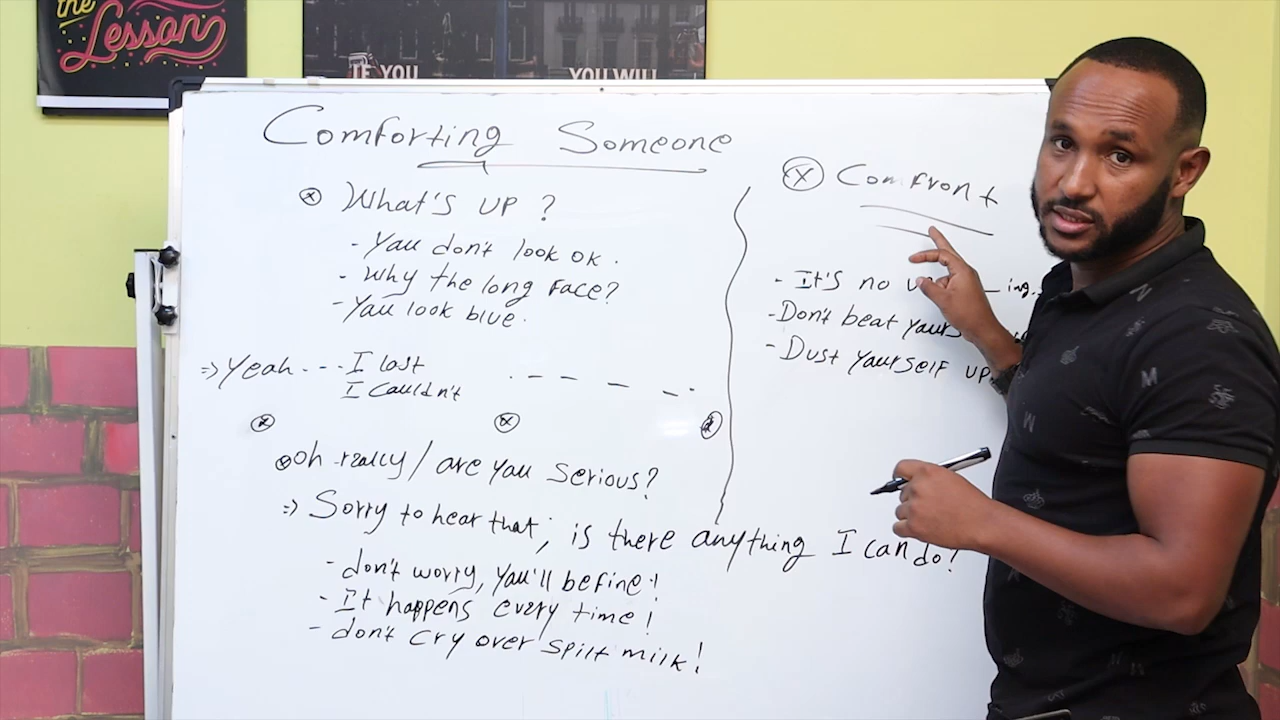 the
Lesson
IF YOU
YOU WILL
Comforting Someone
What's up?
- You don't look ok.
- Why the long face?
- You look blue.
=> Yeah - - - I lost
I couldn't
oh really / are you serious?
=> Sorry to hear that, is there anything I can do?
- don't worry, you'll be fine!
- It happens every time!
- don't cry over spilt milk!
Comfront
- It's no ing.
- Don't beat yours
- Dust yourself up